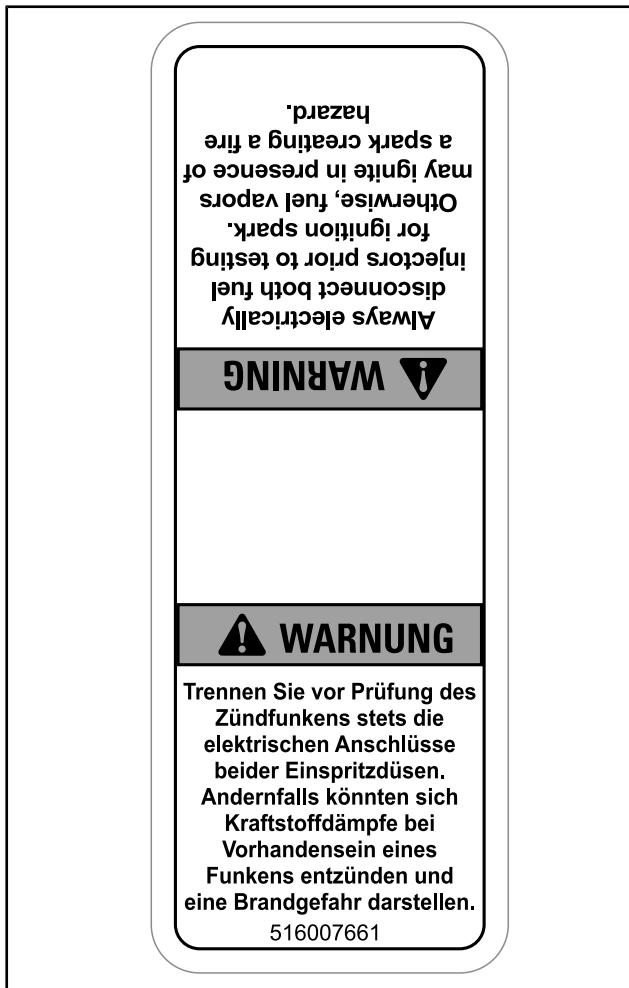 WARNING
Always electrically
disconnect both fuel
injectors prior to testing
for ignition spark.
Otherwise, fuel vapors
may ignite in presence of
a spark creating a fire
hazard.
WARNUNG
Trennen Sie vor Prüfung des
Zündfunkens stets die
elektrischen Anschlüsse
beider Einspritzdüsen.
Andernfalls könnten sich
Kraftstoffdämpfe bei
Vorhandensein eines
Funkens entzünden und
eine Brandgefahr darstellen.
516007661